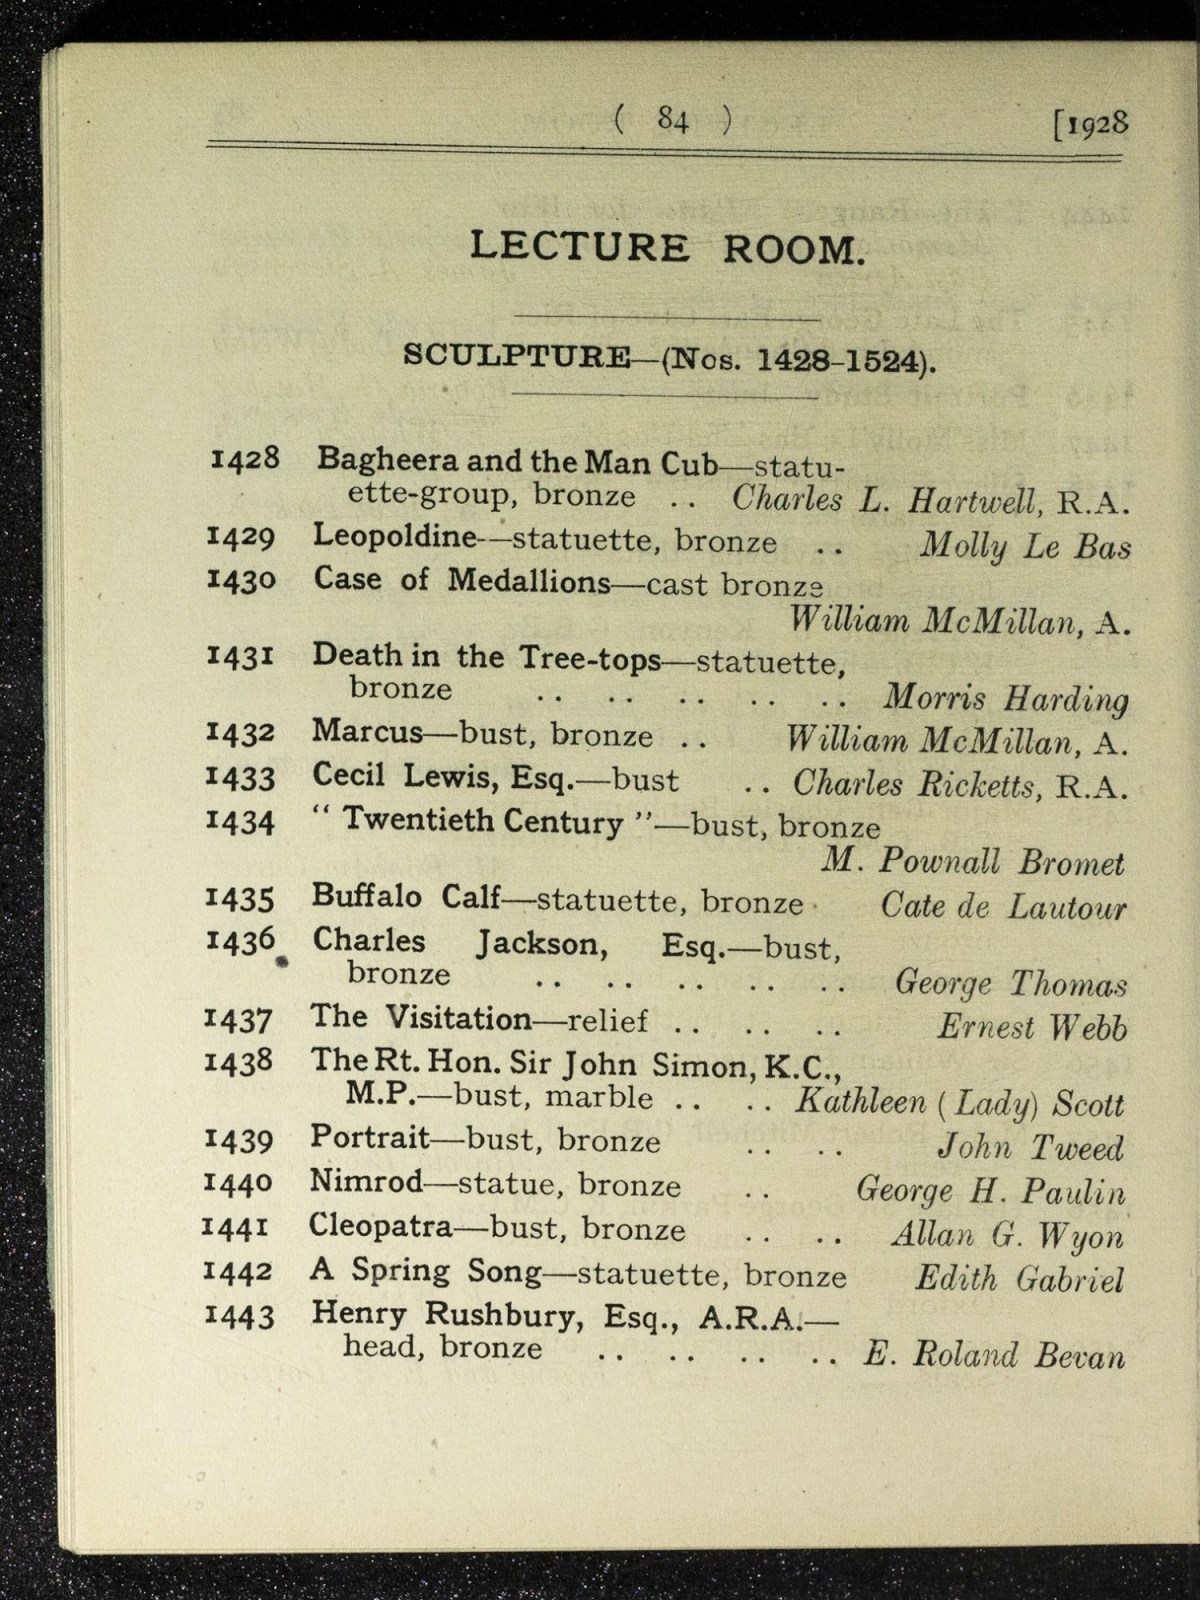 ( 84 ) [1928
LECTURE ROOM.
SCULPTURE—(Nos. 1428–1524).
1428 Bagheera and the Man Cub—statu-
ette-group, bronze .. Charles L. Hartwell, R.A.
1429 Leopoldine—statuette, bronze .. Molly Le Bas
1430 Case of Medallions—cast bronze
William McMillan, A.
1431 Death in the Tree-tops—statuette,
bronze .. .. .. .. .. Morris Harding
1432 Marcus—bust, bronze .. William McMillan, A.
1433 Cecil Lewis, Esq.—bust .. Charles Ricketts, R.A.
1434 “ Twentieth Century ”—bust, bronze
M. Pownall Bromet
1435 Buffalo Calf—statuette, bronze Cate de Lautour
1436 Charles Jackson, Esq.—bust,
bronze .. .. .. .. .. George Thomas
1437 The Visitation—relief .. .. .. Ernest Webb
1438 The Rt. Hon. Sir John Simon, K.C.,
M.P.—bust, marble .. .. Kathleen (Lady) Scott
1439 Portrait—bust, bronze .. .. John Tweed
1440 Nimrod—statue, bronze .. George H. Paulin
1441 Cleopatra—bust, bronze .. .. Allan G. Wyon
1442 A Spring Song—statuette, bronze Edith Gabriel
1443 Henry Rushbury, Esq., A.R.A.—
head, bronze .. .. .. .. E. Roland Bevan